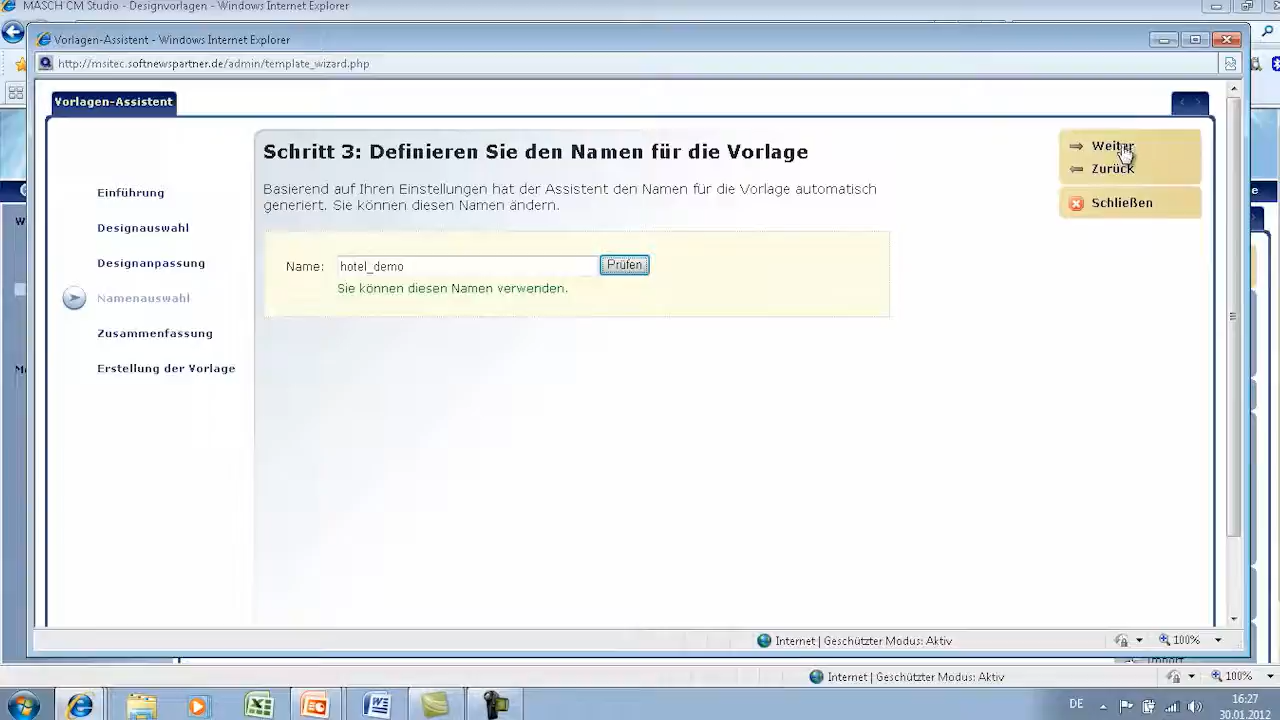 MASCH CM Studio - Designvorlagen - Windows Internet Explorer
Vorlagen-Assistent - Windows Internet Explorer
http://msitec.softnewspartner.de/admin/template_wizard.php
Vorlagen-Assistent
Schritt 3: Definieren Sie den Namen für die Vorlage
Basierend auf Ihren Einstellungen hat der Assistent den Namen für die Vorlage automatisch
generiert. Sie können diesen Namen ändern.
Weiter
Zurück
Schließen
Einführung
Designauswahl
Designanpassung
Namenauswahl
Zusammenfassung
Erstellung der Vorlage
Name: hotel_demo Prüfen
Sie können diesen Namen verwenden.
Internet | Geschützter Modus: Aktiv 100%
Internet | Geschützter Modus: Aktiv 100%
DE 16:27
30.01.2012